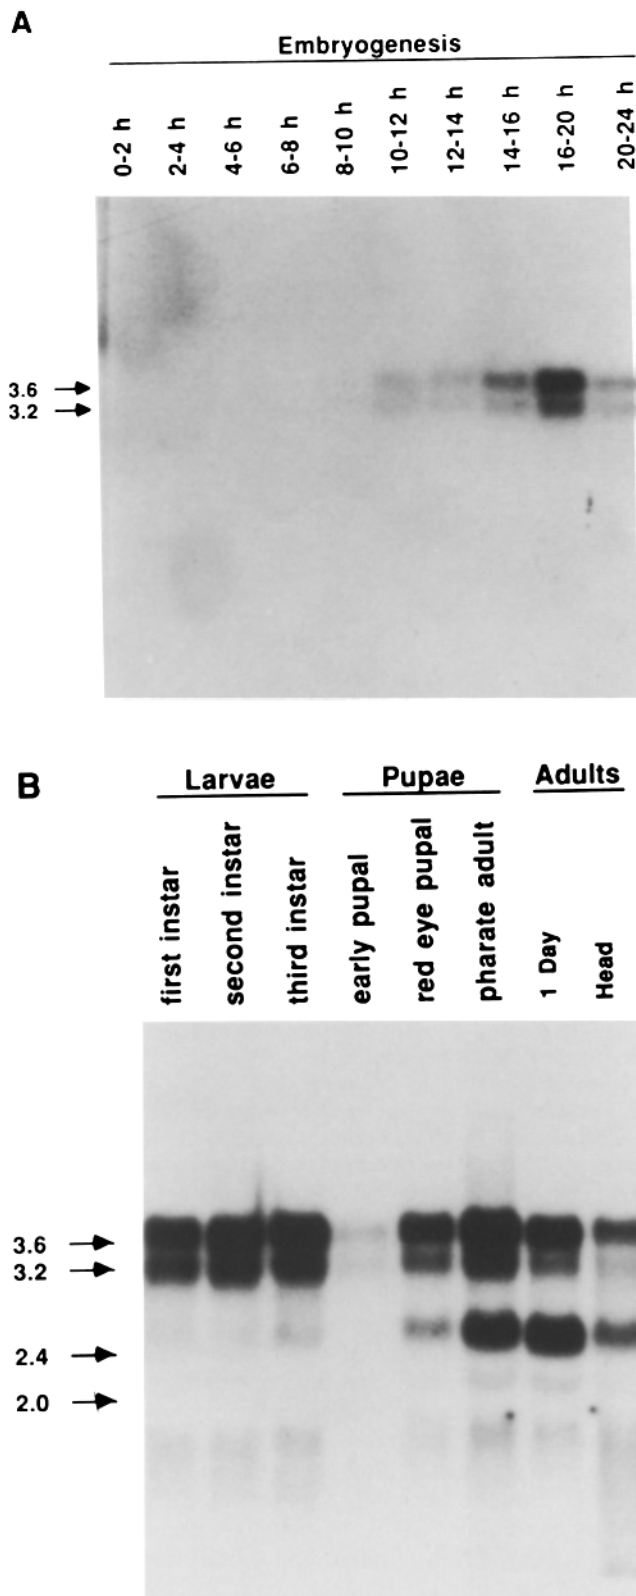 A
Embryogenesis
0-2 h
2-4 h
4-6 h
6-8 h
8-10 h
10-12 h
12-14 h
14-16 h
16-20 h
20-24 h
3.6
3.2
B
Larvae
Pupae
Adults
first instar
second instar
third instar
early pupal
red eye pupal
pharate adult
1 Day
Head
3.6
3.2
2.4
2.0